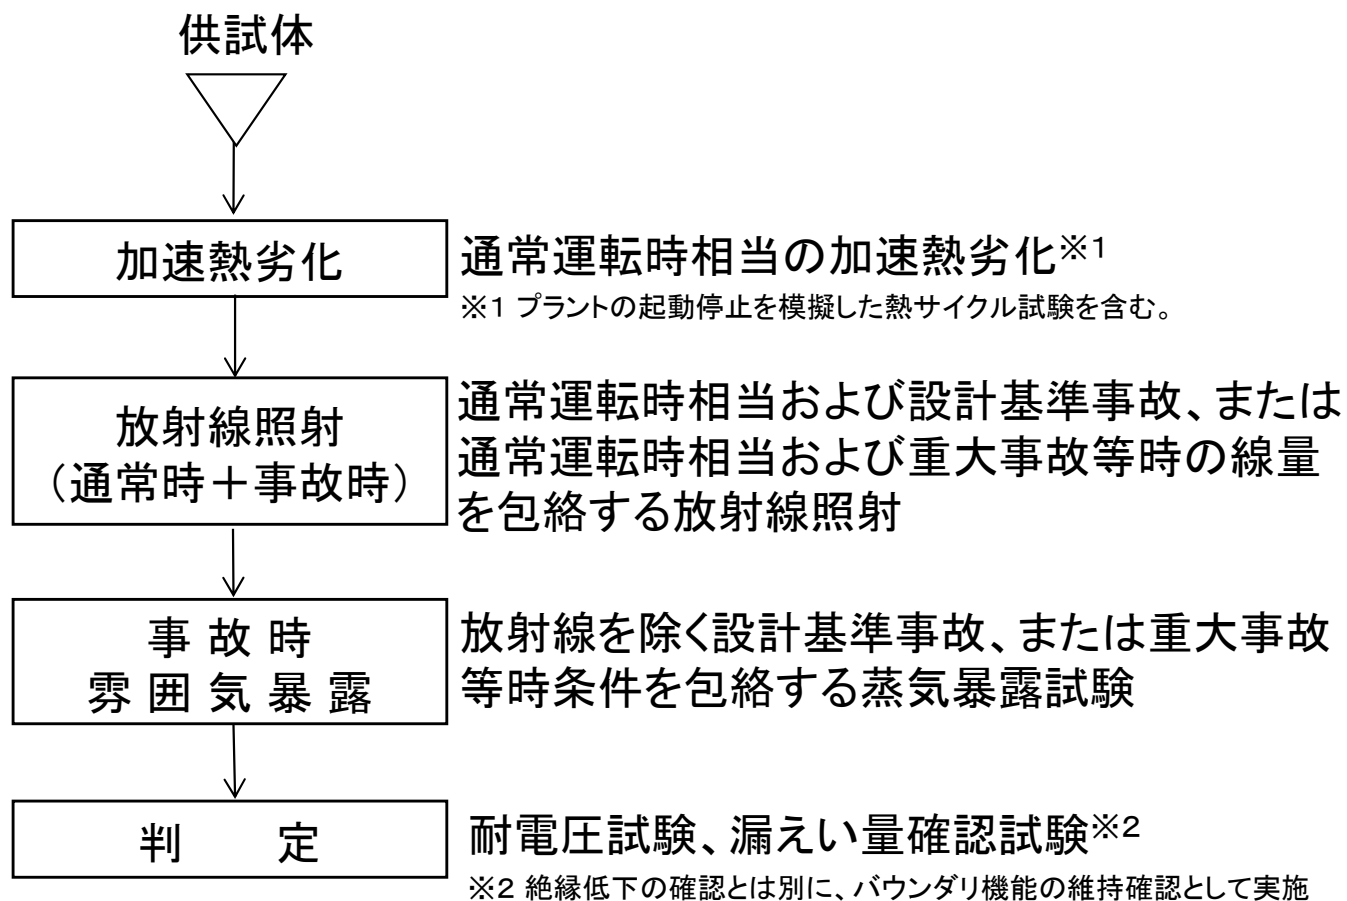 供試体
加速熱劣化
通常運転時相当の加速熱劣化※1
※1 プラントの起動停止を模擬した熱サイクル試験を含む。
放射線照射
（通常時＋事故時）
通常運転時相当および設計基準事故、または
通常運転時相当および重大事故等時の線量
を包絡する放射線照射
事 故 時
雰 囲 気 暴 露
放射線を除く設計基準事故、または重大事故
等時条件を包絡する蒸気暴露試験
判　　定
耐電圧試験、漏えい量確認試験※2
※2 絶縁低下の確認とは別に、バウンダリ機能の維持確認として実施